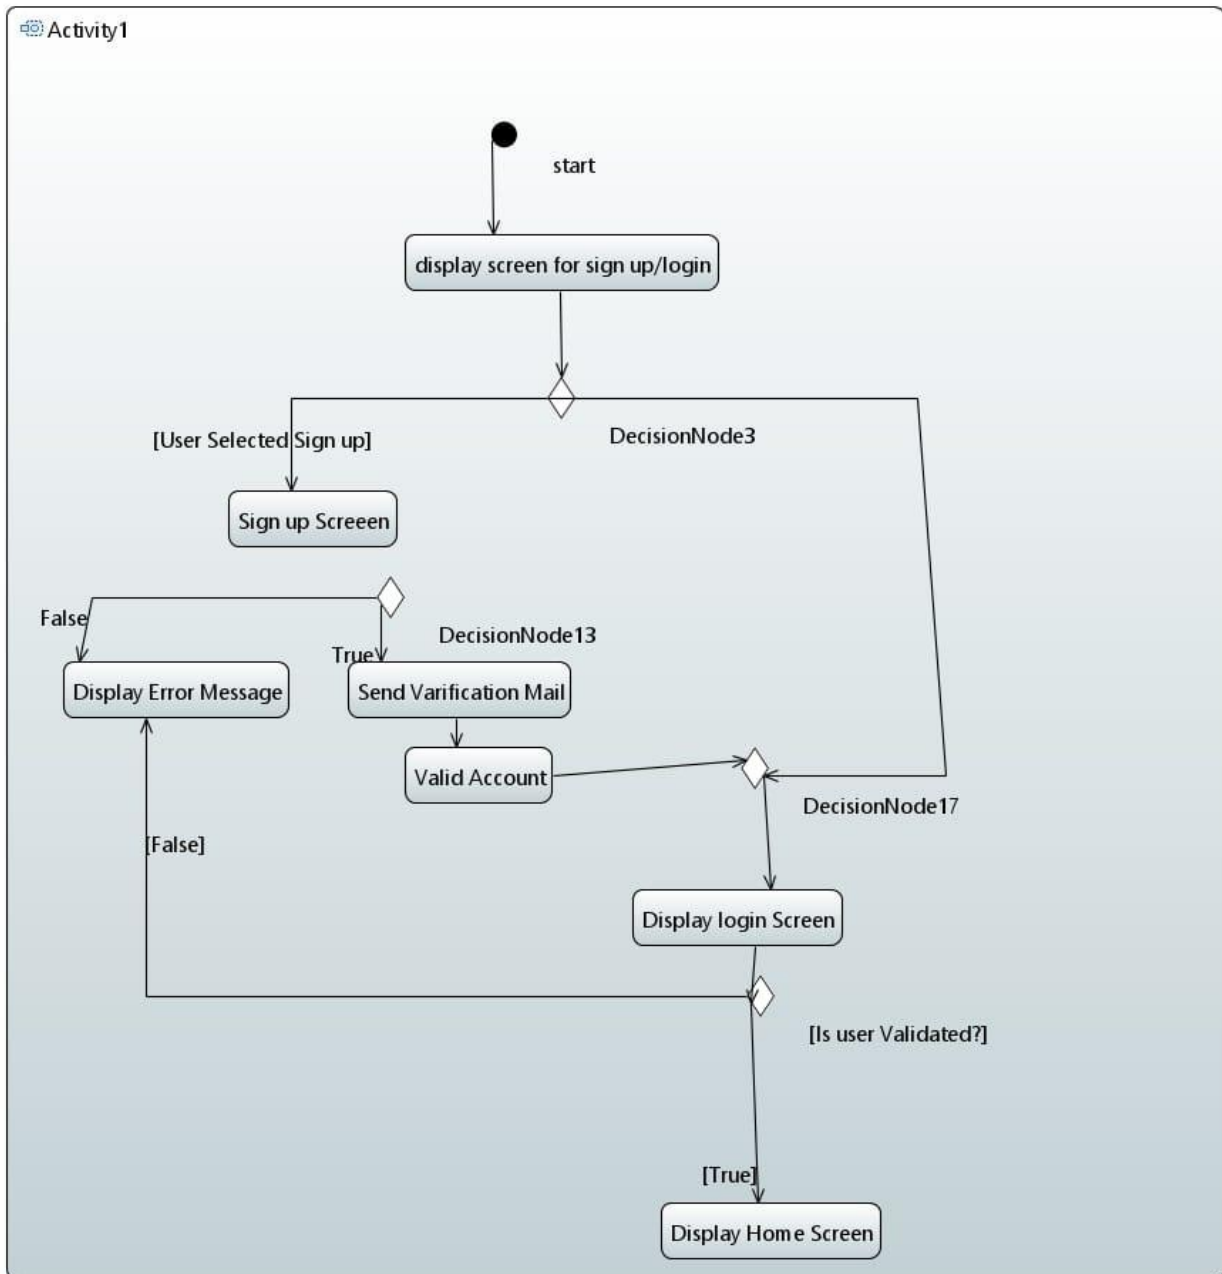 Activity1
start
display screen for sign up/login
DecisionNode3
[User Selected Sign up]
Sign up Screeen
False
DecisionNode13
True
Display Error Message
Send Varification Mail
Valid Account
DecisionNode17
[False]
Display login Screen
[Is user Validated?]
[True]
Display Home Screen